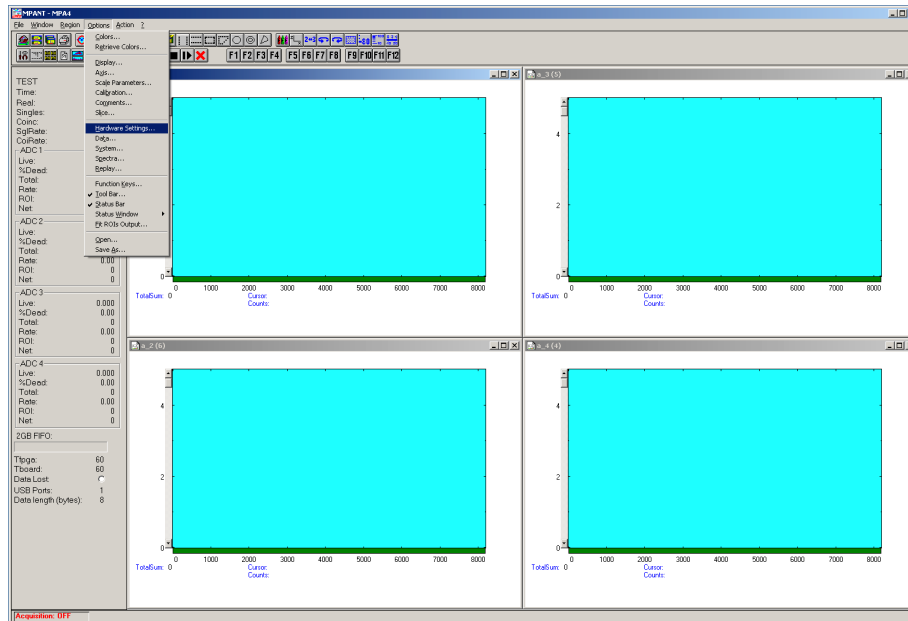 MPANT - MPA4
File Window Region Options Action ?
F1 F2 F3 F4 F5 F6 F7 F8 F9 F10 F11 F12
Colors...
Retrieve Colors...
Display...
Axis...
Scale Parameters...
Calibration...
Comments...
Slice...
Hardware Settings...
Data...
System...
Spectra...
Replay...
Function Keys...
Tool Bar...
Status Bar
Status Window
Fit ROIs Output...
Open...
Save As...
TEST
Time:
Real:
Singles:
Coinc:
SglRate:
CoiRate:
ADC 1
Live:
%Dead:
Total:
Rate:
ROI:
Net:
ADC 2
Live:
%Dead:
Total:
Rate: 0.00
ROI: 0
Net: 0
ADC 3
Live: 0.000
%Dead: 0.00
Total: 0
Rate: 0.00
ROI: 0
Net: 0
ADC 4
Live: 0.000
%Dead: 0.00
Total: 0
Rate: 0.00
ROI: 0
Net: 0
2GB FIFO:
Tfpga: 60
Tboard: 60
Data Lost:
USB Ports: 1
Data length (bytes): 8
0
0 1000 2000 3000 4000 5000 6000 7000 8000
TotalSum: 0 Cursor:
Counts:
a_3 (5)
4
2
0
0 1000 2000 3000 4000 5000 6000 7000 8000
TotalSum: 0 Cursor:
Counts:
a_2 (6)
4
2
0
0 1000 2000 3000 4000 5000 6000 7000 8000
TotalSum: 0 Cursor:
Counts:
a_4 (4)
4
2
0
0 1000 2000 3000 4000 5000 6000 7000 8000
TotalSum: 0 Cursor:
Counts:
Acquisition: OFF